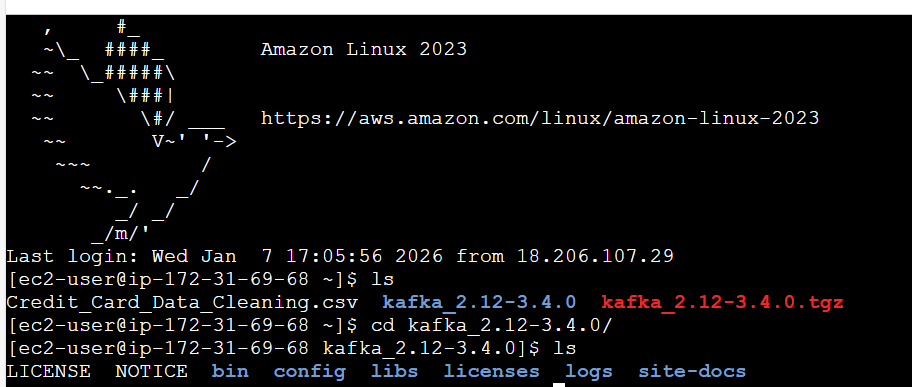 ,     #_
   ~\_  ####_        Amazon Linux 2023
  ~~  \_#####\
  ~~     \###|
  ~~       \#/ ___   https://aws.amazon.com/linux/amazon-linux-2023
   ~~       V~' '->
    ~~~         /
      ~~._.   _/
         _/ _/
       _/m/'
Last login: Wed Jan  7 17:05:56 2026 from 18.206.107.29
[ec2-user@ip-172-31-69-68 ~]$ ls
Credit_Card_Data_Cleaning.csv  kafka_2.12-3.4.0  kafka_2.12-3.4.0.tgz
[ec2-user@ip-172-31-69-68 ~]$ cd kafka_2.12-3.4.0/
[ec2-user@ip-172-31-69-68 kafka_2.12-3.4.0]$ ls
LICENSE  NOTICE  bin  config  libs  licenses  logs  site-docs